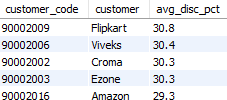 customer_code customer avg_disc_pct
90002009 Flipkart 30.8
90002006 Viveks 30.4
90002002 Croma 30.3
90002003 Ezone 30.3
90002016 Amazon 29.3